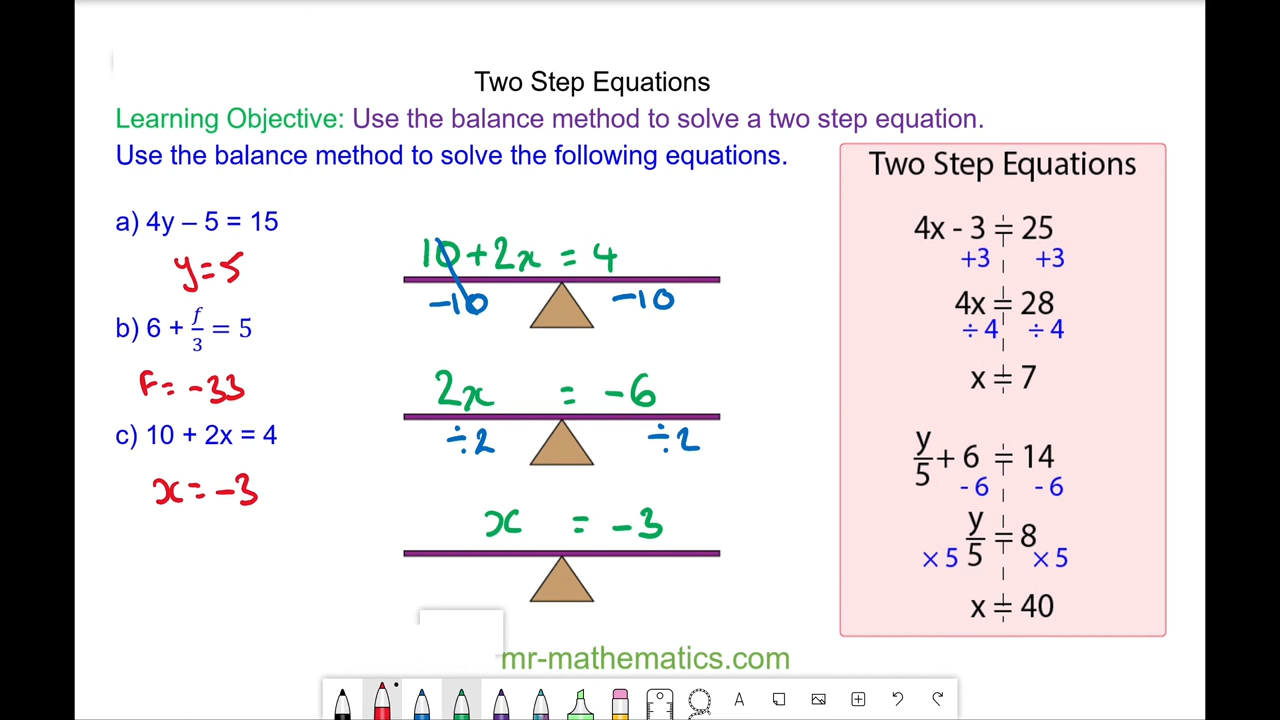 Two Step Equations
Learning Objective: Use the balance method to solve a two step equation.
Use the balance method to solve the following equations.
a) 4y – 5 = 15
y = 5
b) 6 + f/3 = 5
F = -33
c) 10 + 2x = 4
x = -3
10 + 2x = 4
-10 -10
2x = -6
÷2 ÷2
x = -3
Two Step Equations
4x - 3 = 25
+3 +3
4x = 28
÷ 4 ÷ 4
x = 7
y/5 + 6 = 14
- 6 - 6
y/5 = 8
× 5 × 5
x = 40
mr-mathematics.com
A